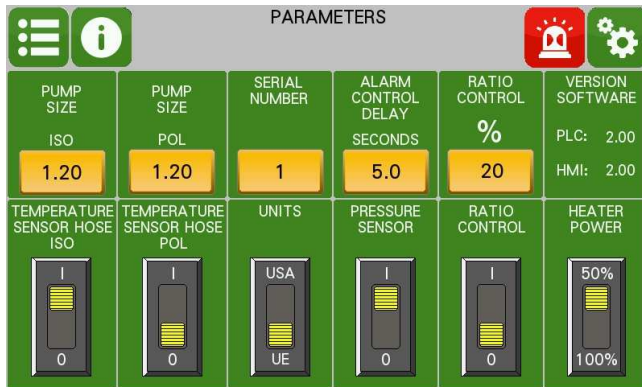 PARAMETERS
PUMP
SIZE
ISO
1.20
PUMP
SIZE
POL
1.20
SERIAL
NUMBER
1
ALARM
CONTROL
DELAY
SECONDS
5.0
RATIO
CONTROL
%
20
VERSION
SOFTWARE
PLC: 2.00
HMI: 2.00
TEMPERATURE
SENSOR HOSE
ISO
I
0
TEMPERATURE
SENSOR HOSE
POL
I
0
UNITS
USA
UE
PRESSURE
SENSOR
I
0
RATIO
CONTROL
I
0
HEATER
POWER
50%
100%